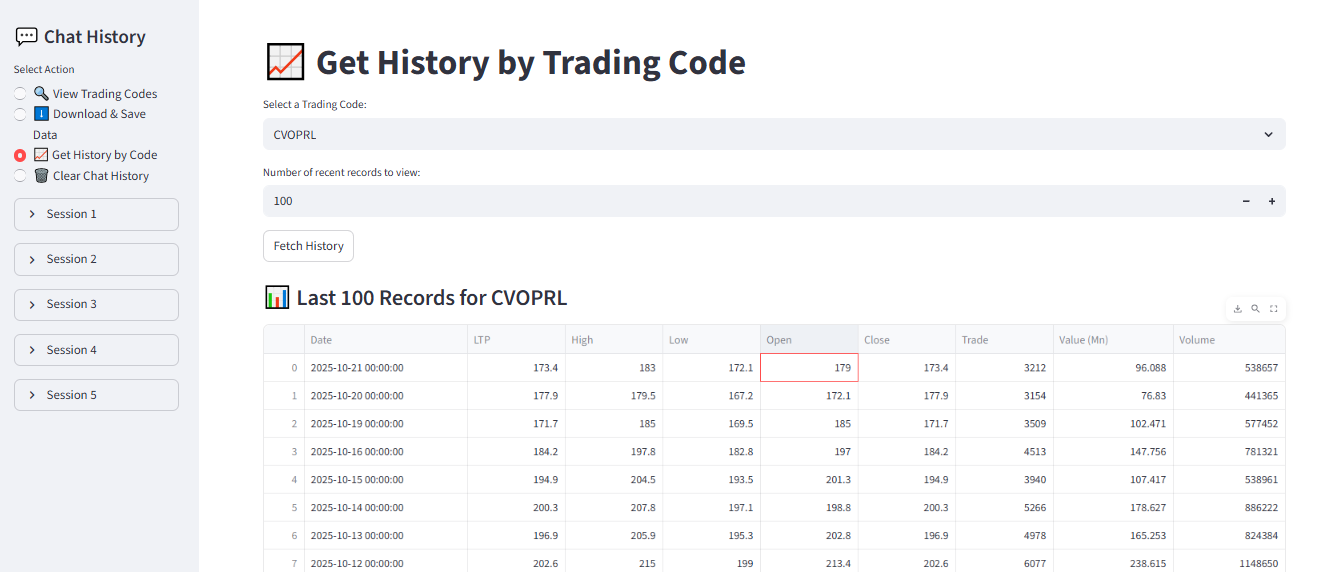 Chat History
Select Action
View Trading Codes
Download & Save
Data
Get History by Code
Clear Chat History
Session 1
Session 2
Session 3
Session 4
Session 5
Get History by Trading Code
Select a Trading Code:
CVOPRL
Number of recent records to view:
100
Fetch History
Last 100 Records for CVOPRL
Date LTP High Low Open Close Trade Value (Mn) Volume
0 2025-10-21 00:00:00 173.4 183 172.1 179 173.4 3212 96.088 538657
1 2025-10-20 00:00:00 177.9 179.5 167.2 172.1 177.9 3154 76.83 441365
2 2025-10-19 00:00:00 171.7 185 169.5 185 171.7 3509 102.471 577452
3 2025-10-16 00:00:00 184.2 197.8 182.8 197 184.2 4513 147.756 781321
4 2025-10-15 00:00:00 194.9 204.5 193.5 201.3 194.9 3940 107.417 538961
5 2025-10-14 00:00:00 200.3 207.8 197.1 198.8 200.3 5266 178.627 886222
6 2025-10-13 00:00:00 196.9 205.9 195.3 202.8 196.9 4978 165.253 824384
7 2025-10-12 00:00:00 202.6 215 199 213.4 202.6 6077 238.615 1148650